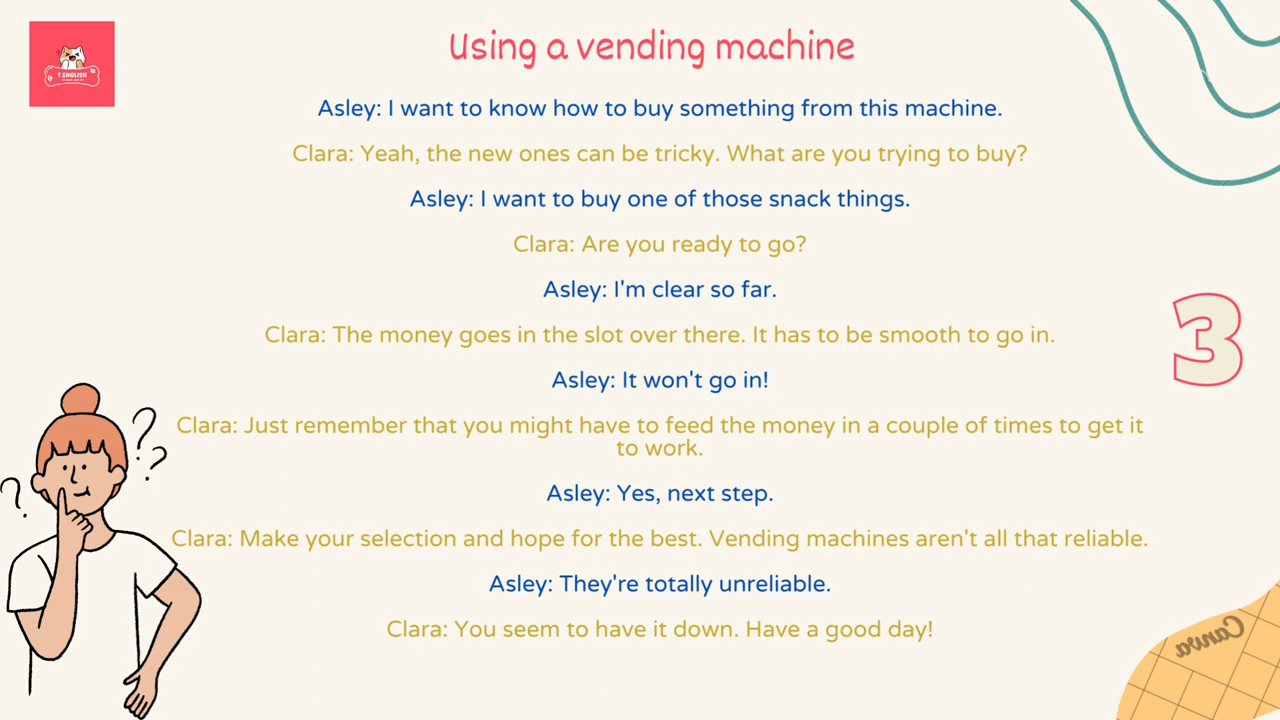 T.ENGLISH
Using a vending machine
Asley: I want to know how to buy something from this machine.
Clara: Yeah, the new ones can be tricky. What are you trying to buy?
Asley: I want to buy one of those snack things.
Clara: Are you ready to go?
Asley: I'm clear so far.
Clara: The money goes in the slot over there. It has to be smooth to go in.
Asley: It won't go in!
Clara: Just remember that you might have to feed the money in a couple of times to get it
to work.
Asley: Yes, next step.
Clara: Make your selection and hope for the best. Vending machines aren't all that reliable.
Asley: They're totally unreliable.
Clara: You seem to have it down. Have a good day!
3
? ?
?
Canva